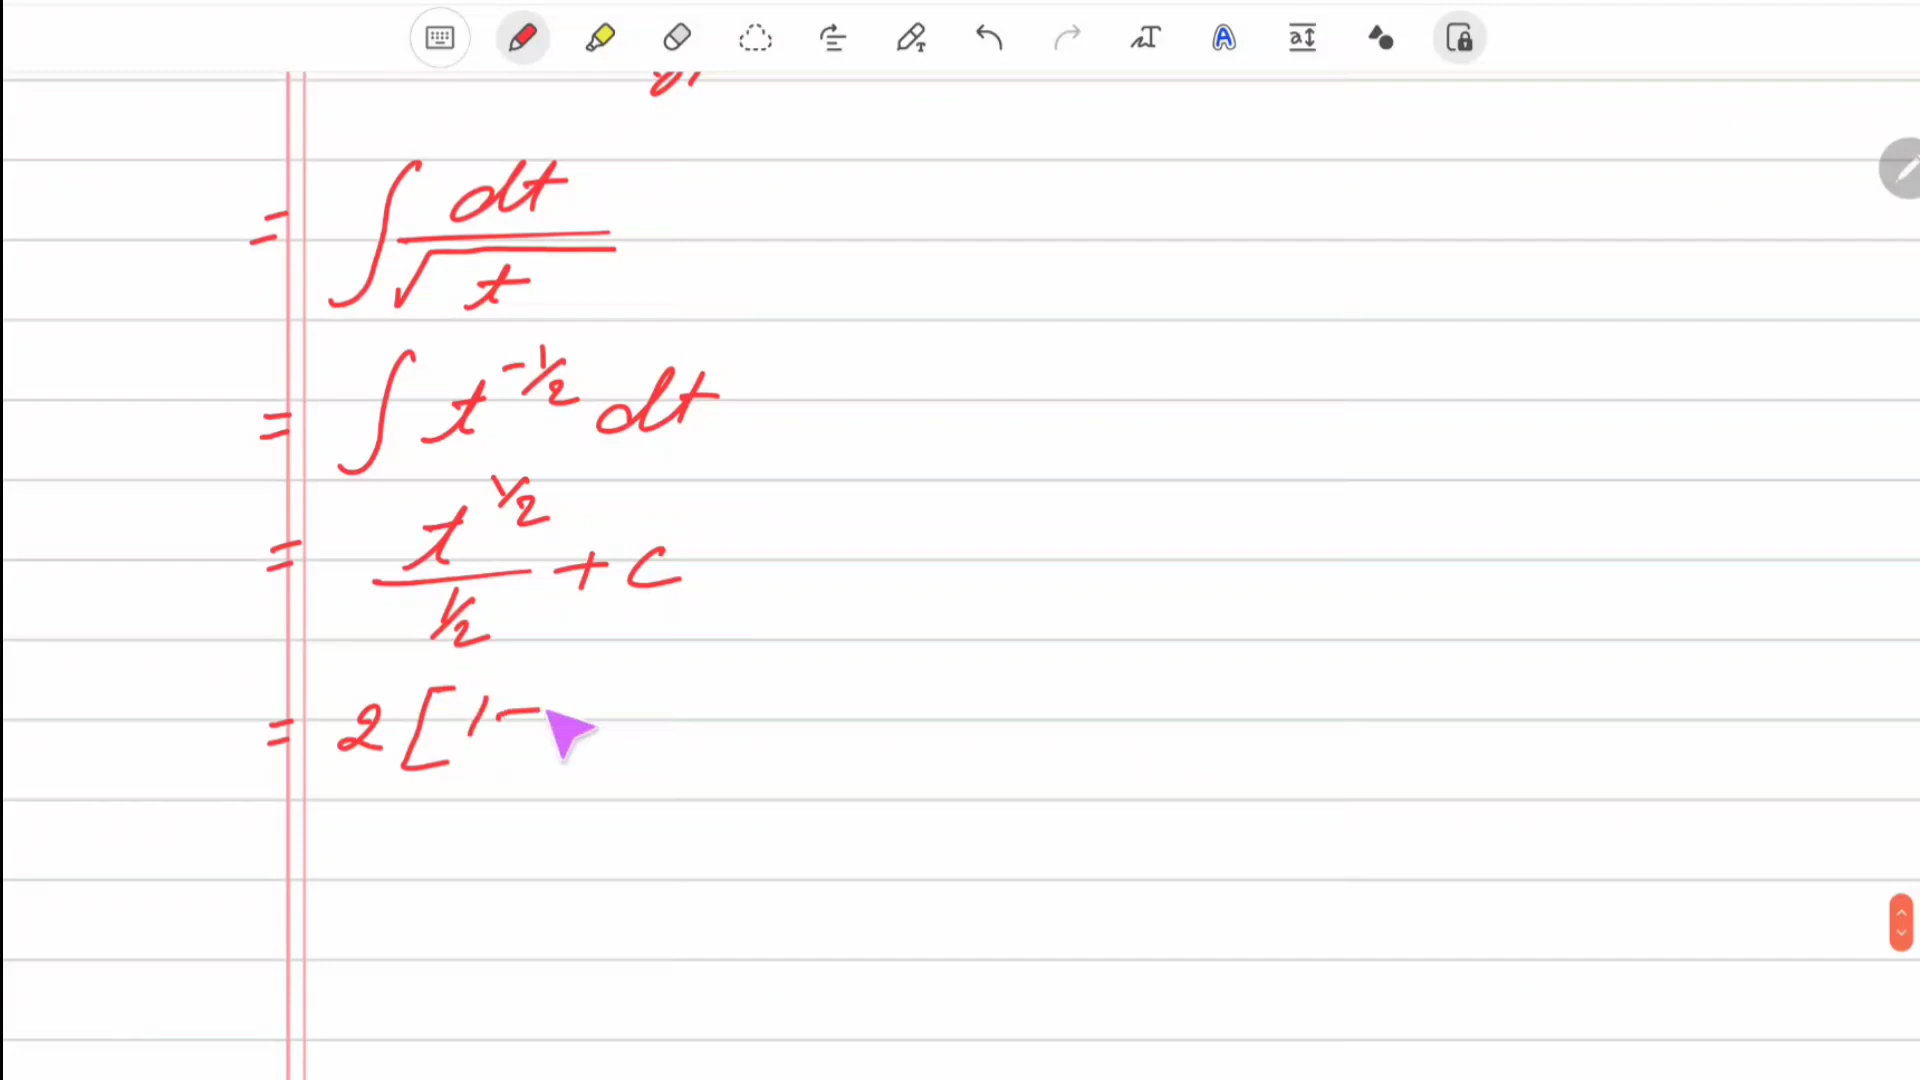 = ∫ dt/√t
= ∫ t^(-1/2) dt
= t^(1/2)/(1/2) + c
= 2[1-